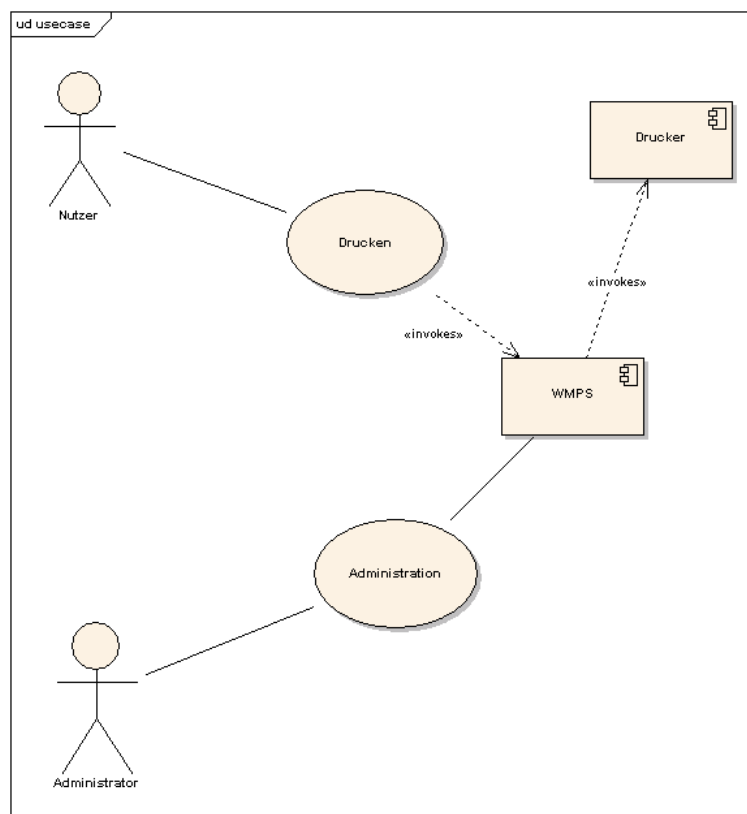 ud usecase
Nutzer
Drucker
Drucken
«invokes»
«invokes»
WMPS
Administration
Administrator